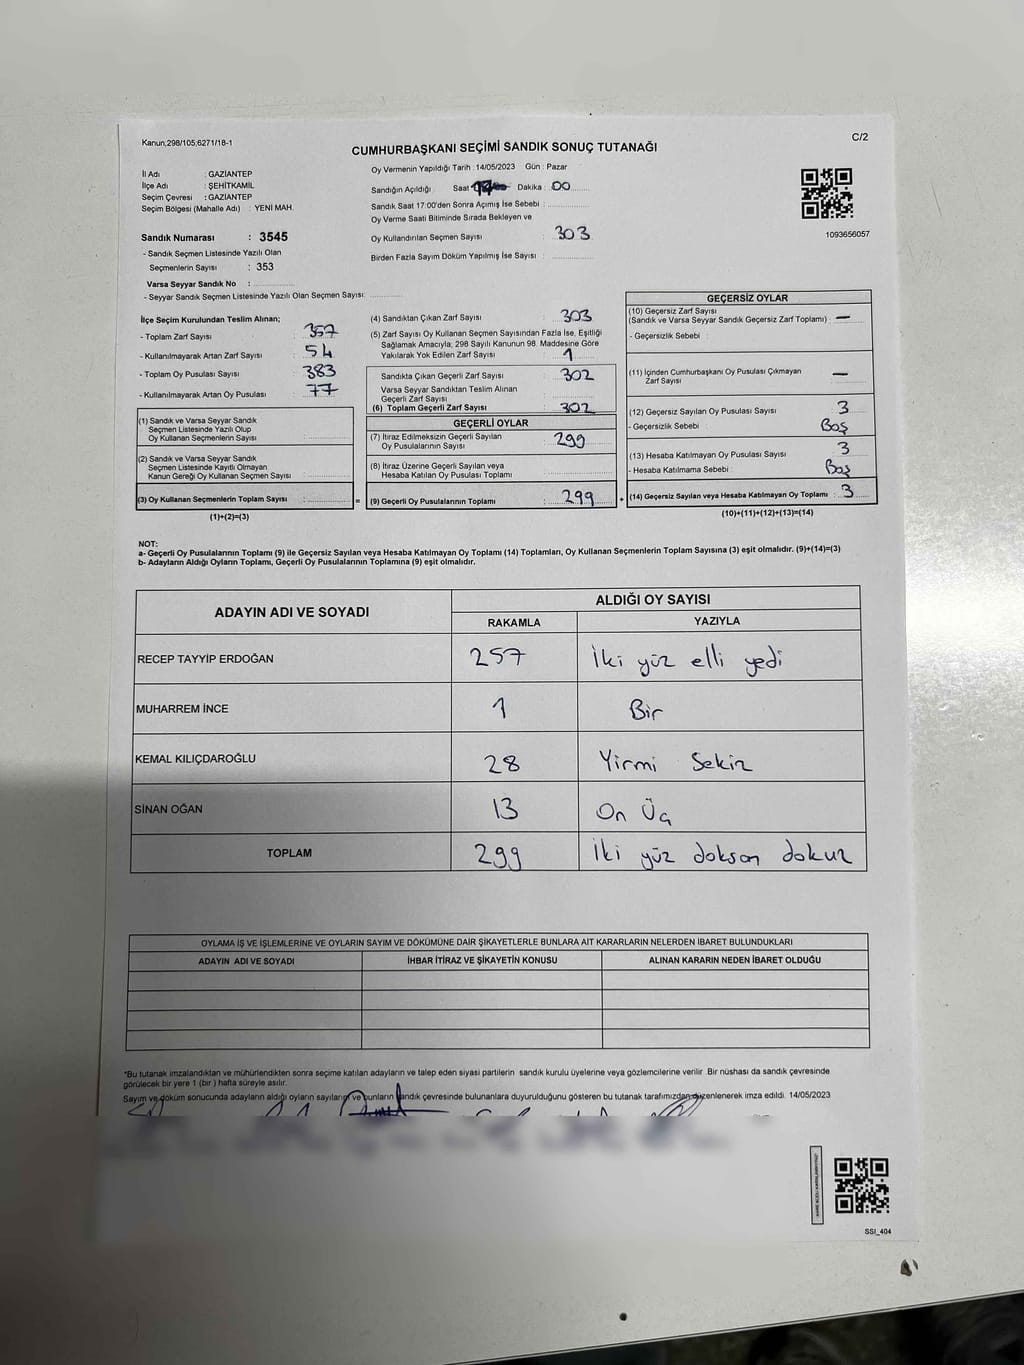 Kanun;298/105;6271/18-1
C/2
CUMHURBAŞKANI SEÇİMİ SANDIK SONUÇ TUTANAĞI
İl Adı : GAZİANTEP
İlçe Adı : ŞEHİTKAMİL
Seçim Çevresi : GAZİANTEP
Seçim Bölgesi (Mahalle Adı) : YENİ MAH.
Sandık Numarası : 3545
- Sandık Seçmen Listesinde Yazılı Olan
Seçmenlerin Sayısı : 353
Varsa Seyyar Sandık No :
- Seyyar Sandık Seçmen Listesinde Yazılı Olan Seçmen Sayısı:
Oy Vermenin Yapıldığı Tarih : 14/05/2023 Gün : Pazar
Sandığın Açıldığı Saat Dakika : 00
Sandık Saat 17:00'den Sonra Açımış İse Sebebi :
Oy Verme Saati Bitiminde Sırada Bekleyen ve
Oy Kullandırılan Seçmen Sayısı : 303
Birden Fazla Sayım Döküm Yapılmış İse Sayısı :
1093656057
İlçe Seçim Kurulundan Teslim Alınan;
- Toplam Zarf Sayısı : 357
- Kullanılmayarak Artan Zarf Sayısı : 54
- Toplam Oy Pusulası Sayısı : 383
- Kullanılmayarak Artan Oy Pusulası : 77
(1) Sandık ve Varsa Seyyar Sandık
Seçmen Listesinde Yazılı Olup
Oy Kullanan Seçmenlerin Sayısı :
(2) Sandık ve Varsa Seyyar Sandık
Seçmen Listesinde Kayıtlı Olmayan
Kanun Gereği Oy Kullanan Seçmen Sayısı :
(3) Oy Kullanan Seçmenlerin Toplam Sayısı :
(1)+(2)=(3)
(4) Sandıktan Çıkan Zarf Sayısı : 303
(5) Zarf Sayısı Oy Kullanan Seçmen Sayısından Fazla İse, Eşitliği
Sağlamak Amacıyla, 298 Sayılı Kanunun 98. Maddesine Göre
Yakılarak Yok Edilen Zarf Sayısı : 1
Sandıkta Çıkan Geçerli Zarf Sayısı : 302
Varsa Seyyar Sandıktan Teslim Alınan
Geçerli Zarf Sayısı :
(6) Toplam Geçerli Zarf Sayısı : 302
GEÇERLİ OYLAR
(7) İtiraz Edilmeksizin Geçerli Sayılan
Oy Pusulalarının Sayısı : 299
(8) İtiraz Üzerine Geçerli Sayılan veya
Hesaba Katılan Oy Pusulası Toplamı :
= (9) Geçerli Oy Pusulalarının Toplamı : 299 +
GEÇERSİZ OYLAR
(10) Geçersiz Zarf Sayısı
(Sandık ve Varsa Seyyar Sandık Geçersiz Zarf Toplamı) : —
- Geçersizlik Sebebi :
(11) İçinden Cumhurbaşkanı Oy Pusulası Çıkmayan
Zarf Sayısı : —
(12) Geçersiz Sayılan Oy Pusulası Sayısı : 3
- Geçersizlik Sebebi : Boş
(13) Hesaba Katılmayan Oy Pusulası Sayısı : 3
- Hesaba Katılmama Sebebi : Boş
(14) Geçersiz Sayılan veya Hesaba Katılmayan Oy Toplamı : 3
(10)+(11)+(12)+(13)=(14)
NOT:
a- Geçerli Oy Pusulalarının Toplamı (9) ile Geçersiz Sayılan veya Hesaba Katılmayan Oy Toplamı (14) Toplamları, Oy Kullanan Seçmenlerin Toplam Sayısına (3) eşit olmalıdır. (9)+(14)=(3)
b- Adayların Aldığı Oyların Toplamı, Geçerli Oy Pusulalarının Toplamına (9) eşit olmalıdır.
ADAYIN ADI VE SOYADI ALDIĞI OY SAYISI
RAKAMLA YAZIYLA
RECEP TAYYİP ERDOĞAN 257 İki yüz elli yedi
MUHARREM İNCE 1 Bir
KEMAL KILIÇDAROĞLU 28 Yirmi Sekiz
SİNAN OĞAN 13 On Üç
TOPLAM 299 İki yüz doksan dokuz
OYLAMA İŞ VE İŞLEMLERİNE VE OYLARIN SAYIM VE DÖKÜMÜNE DAİR ŞİKAYETLERLE BUNLARA AİT KARARLARIN NELERDEN İBARET BULUNDUKLARI
ADAYIN ADI VE SOYADI İHBAR İTİRAZ VE ŞİKAYETİN KONUSU ALINAN KARARIN NEDEN İBARET OLDUĞU
*Bu tutanak imzalandıktan ve mühürlendikten sonra seçime katılan adayların ve talep eden siyasi partilerin sandık kurulu üyelerine veya gözlemcilerine verilir. Bir nüshası da sandık çevresinde
görülecek bir yere 1 (bir ) hafta süreyle asılır.
Sayım ve döküm sonucunda adayların aldığı oyların sayıları ve bunların sandık çevresinde bulunanlara duyurulduğunu gösteren bu tutanak tarafımızdan düzenlenerek imza edildi. 14/05/2023
SSI_404